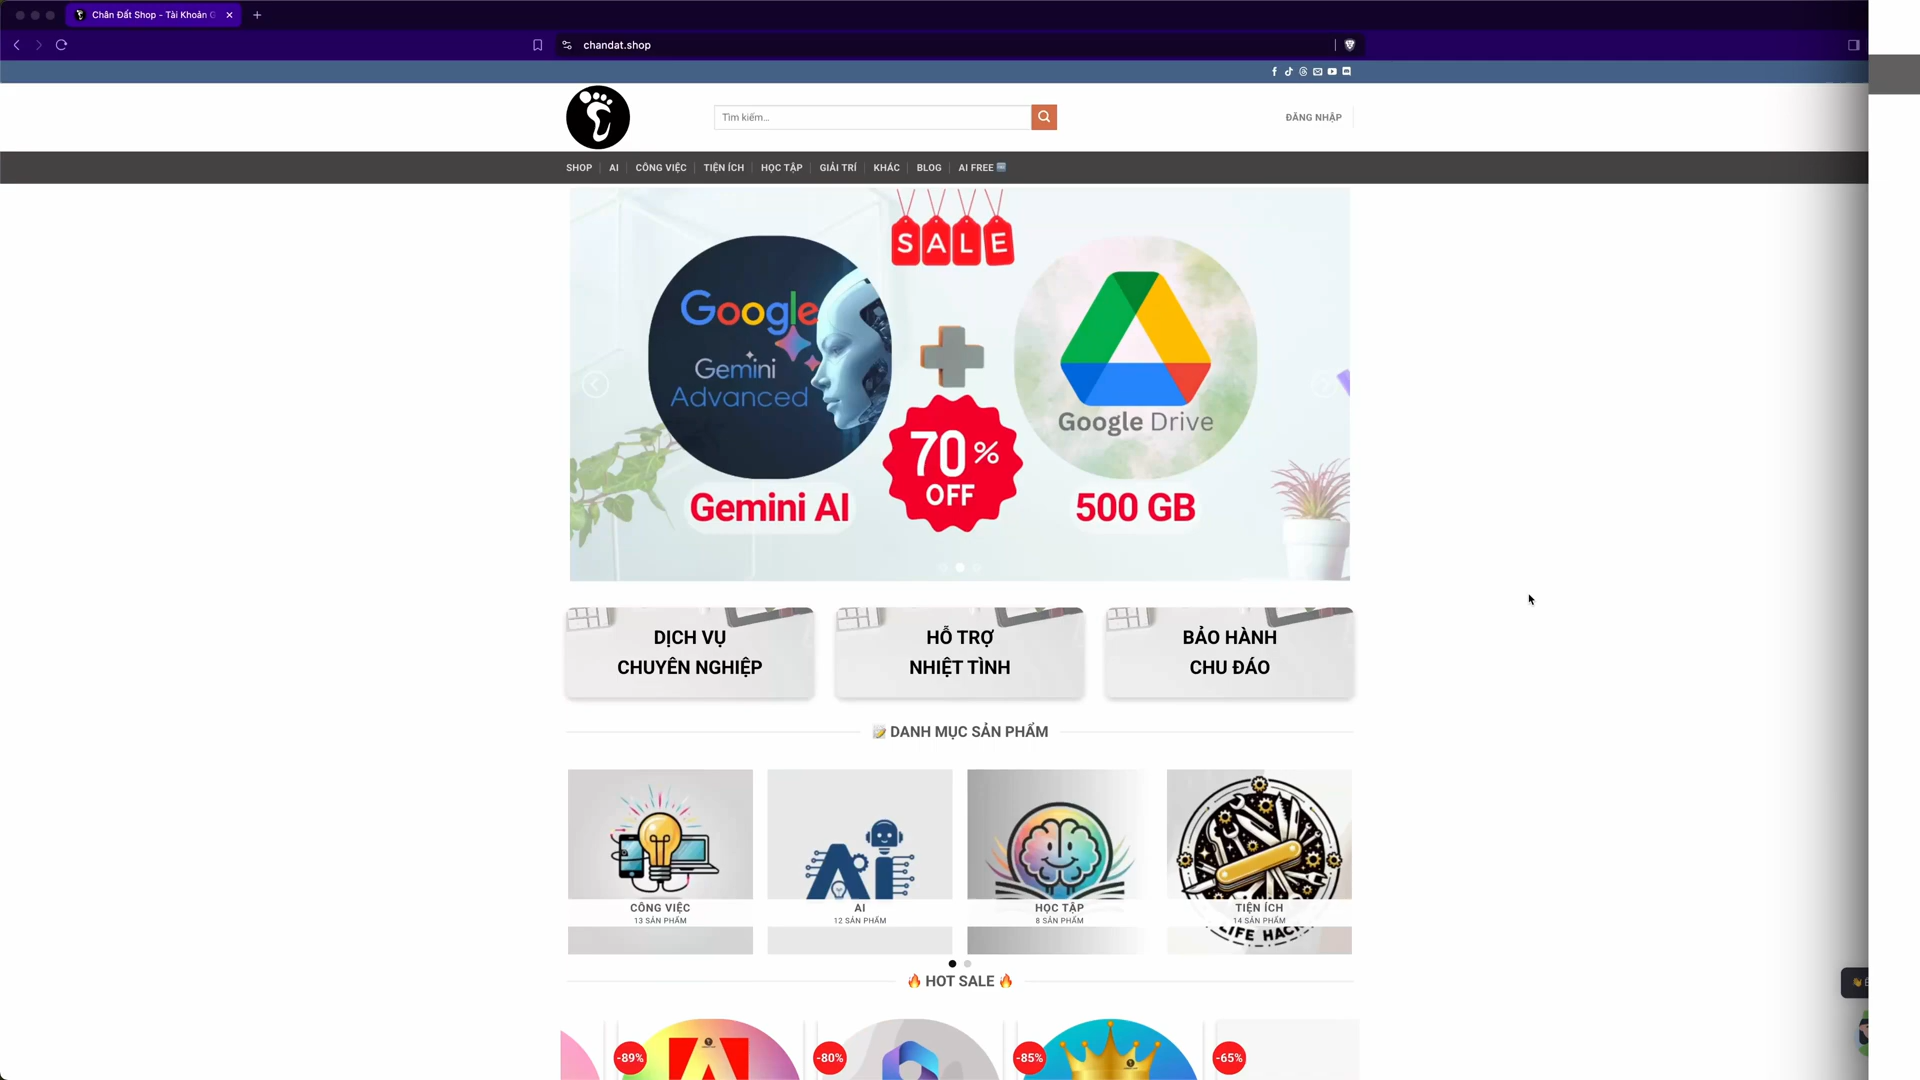 Chân Đất Shop - Tài Khoản G
chandat.shop
Tìm kiếm...
ĐĂNG NHẬP
SHOP
AI
CÔNG VIỆC
TIỆN ÍCH
HỌC TẬP
GIẢI TRÍ
KHÁC
BLOG
AI FREE
SALE
Google
Gemini
Advanced
Google Drive
70%
OFF
Gemini AI
500 GB
DỊCH VỤ
CHUYÊN NGHIỆP
HỖ TRỢ
NHIỆT TÌNH
BẢO HÀNH
CHU ĐÁO
DANH MỤC SẢN PHẨM
CÔNG VIỆC
13 SẢN PHẨM
AI
AI
12 SẢN PHẨM
HỌC TẬP
8 SẢN PHẨM
TIỆN ÍCH
14 SẢN PHẨM
LIFE HAC
HOT SALE
-89%
-80%
-85%
-65%